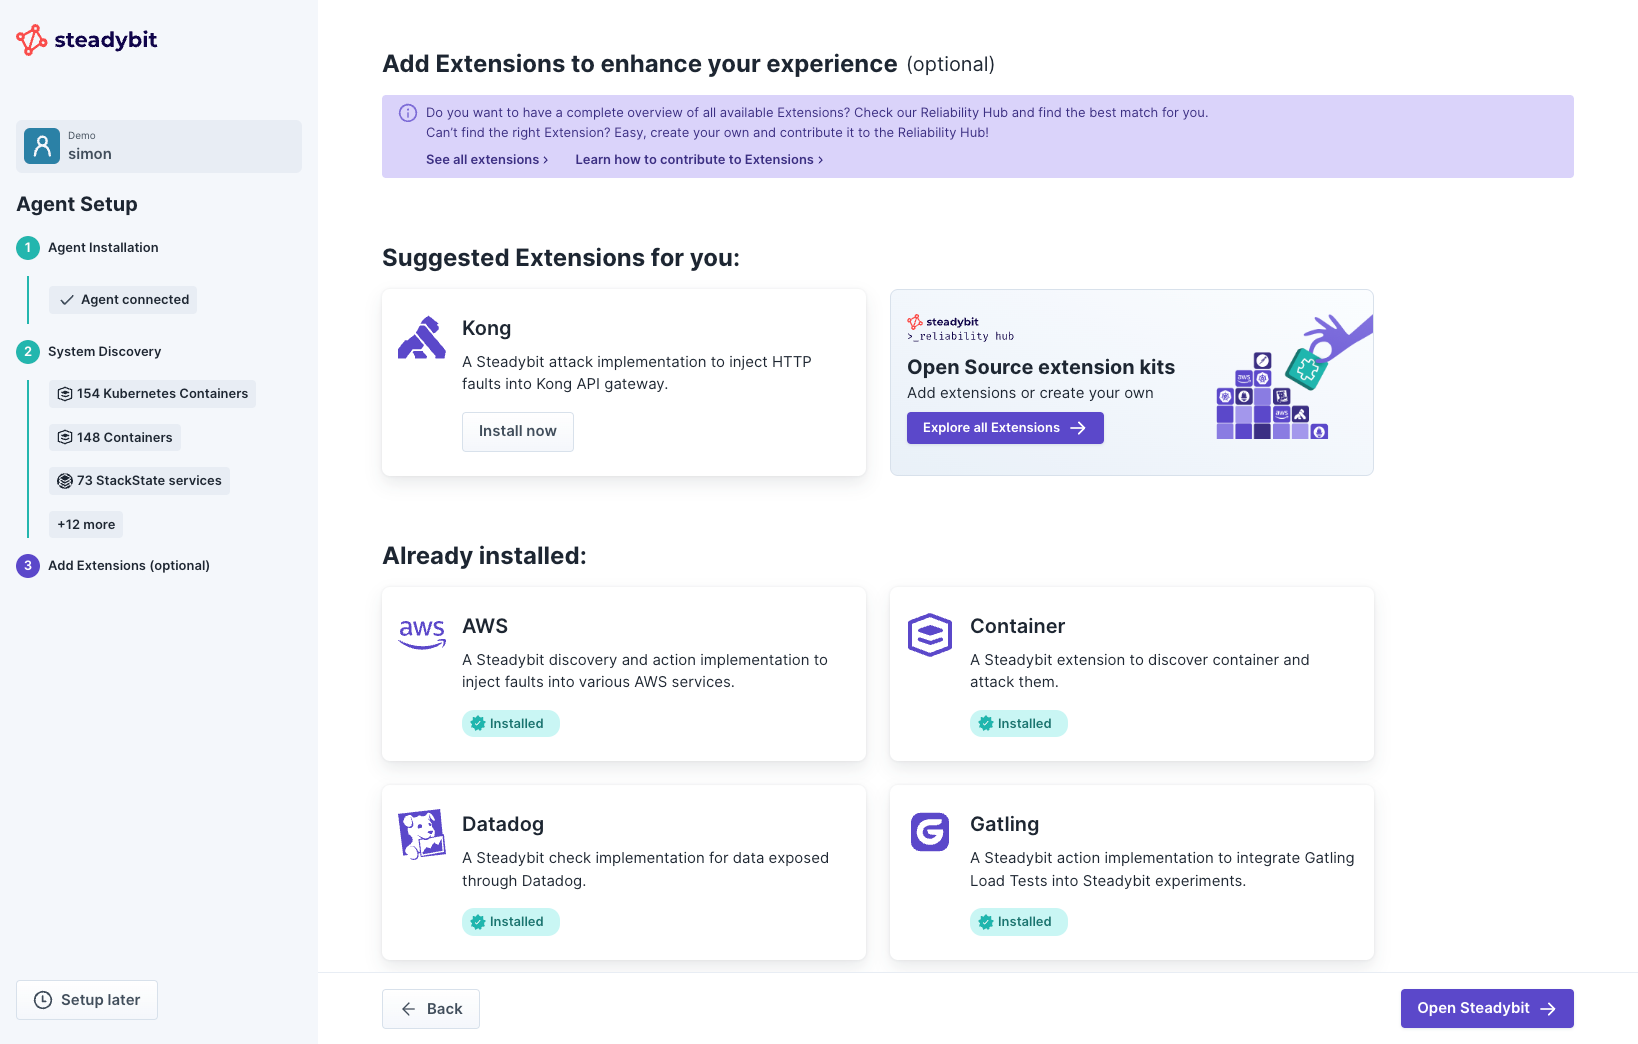 steadybit
Demo
simon
Agent Setup
1 Agent Installation
Agent connected
2 System Discovery
154 Kubernetes Containers
148 Containers
73 StackState services
+12 more
3 Add Extensions (optional)
Setup later
Add Extensions to enhance your experience (optional)
Do you want to have a complete overview of all available Extensions? Check our Reliability Hub and find the best match for you.
Can’t find the right Extension? Easy, create your own and contribute it to the Reliability Hub!
See all extensions › Learn how to contribute to Extensions ›
Suggested Extensions for you:
Kong
A Steadybit attack implementation to inject HTTP
faults into Kong API gateway.
Install now
steadybit
>_reliability hub
Open Source extension kits
Add extensions or create your own
Explore all Extensions →
aws
aws
Already installed:
aws
AWS
A Steadybit discovery and action implementation to
inject faults into various AWS services.
Installed
Container
A Steadybit extension to discover container and
attack them.
Installed
Datadog
A Steadybit check implementation for data exposed
through Datadog.
Installed
G
Gatling
A Steadybit action implementation to integrate Gatling
Load Tests into Steadybit experiments.
Installed
← Back
Open Steadybit →